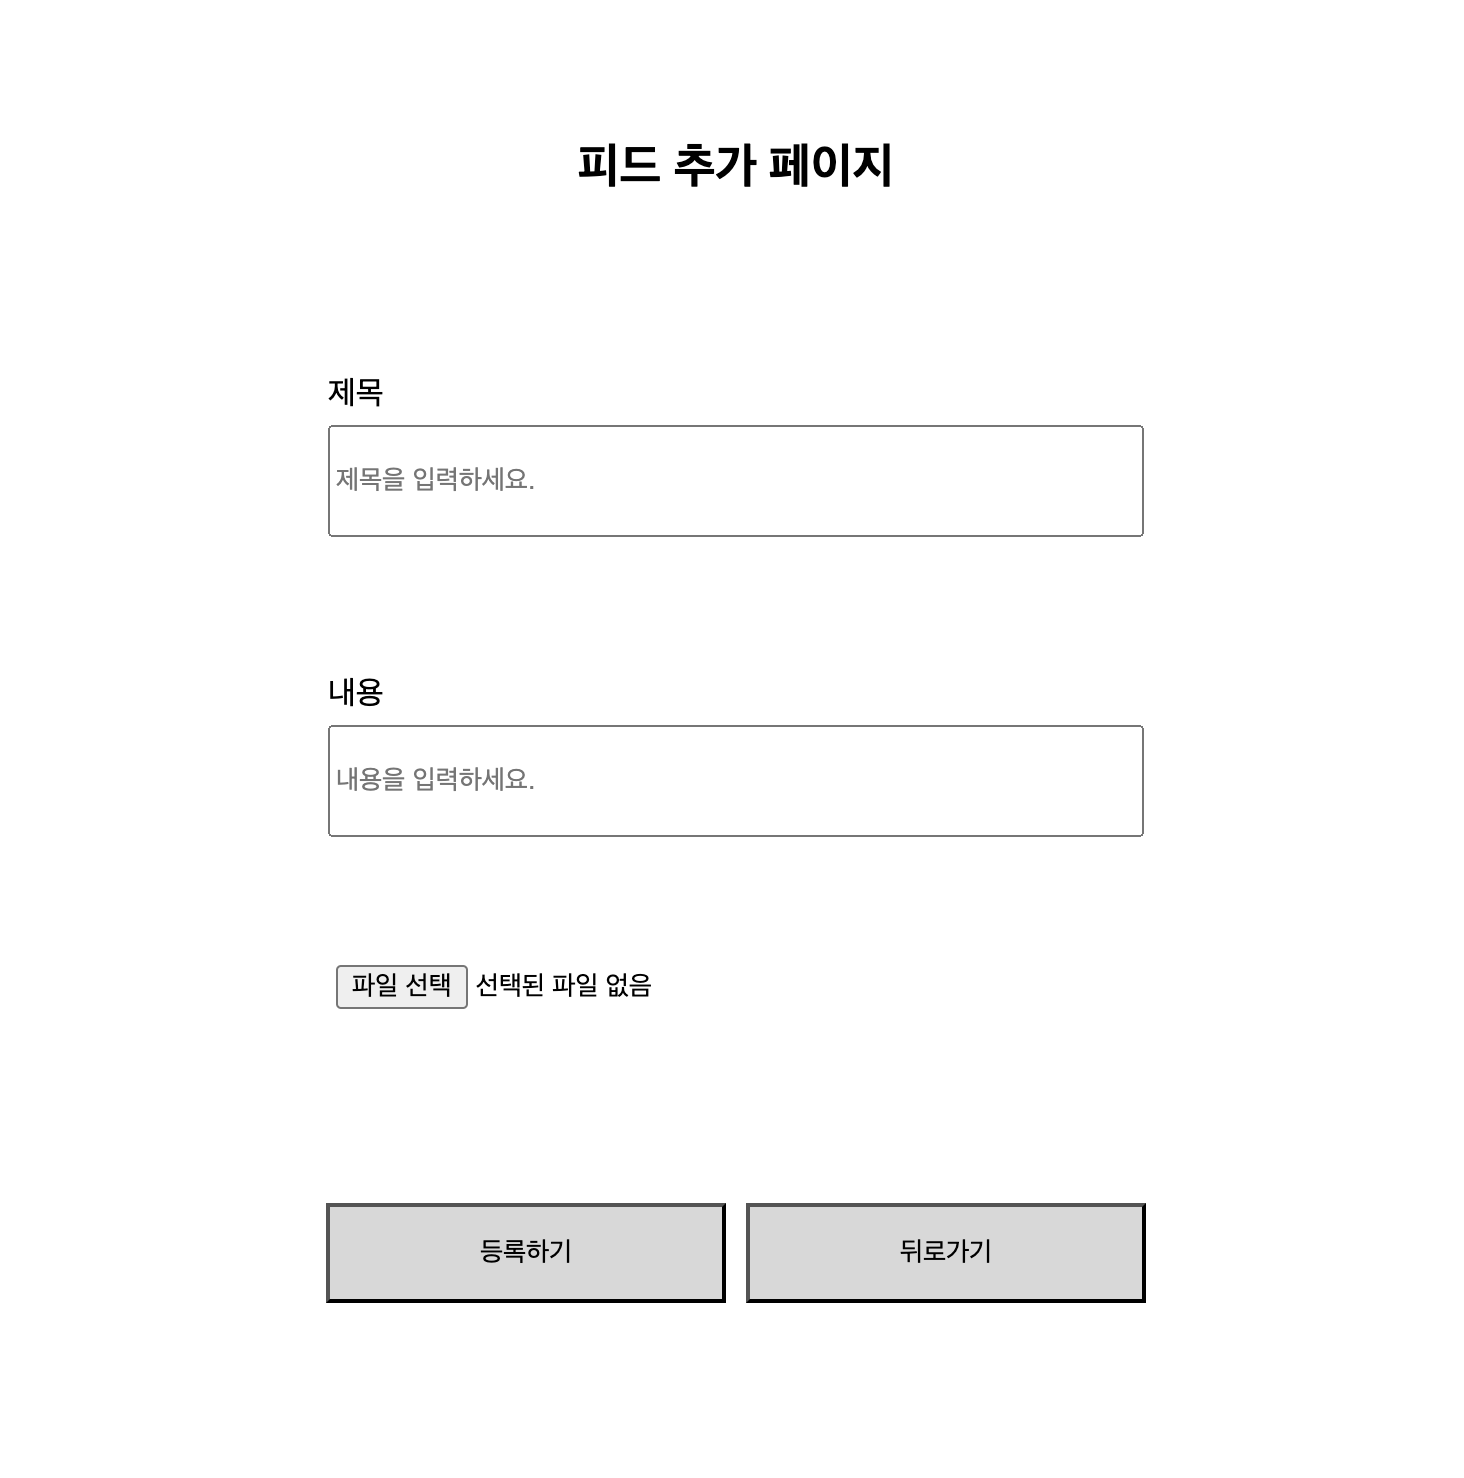 피드 추가 페이지
제목
제목을 입력하세요.
내용
내용을 입력하세요.
파일 선택 선택된 파일 없음
등록하기 뒤로가기